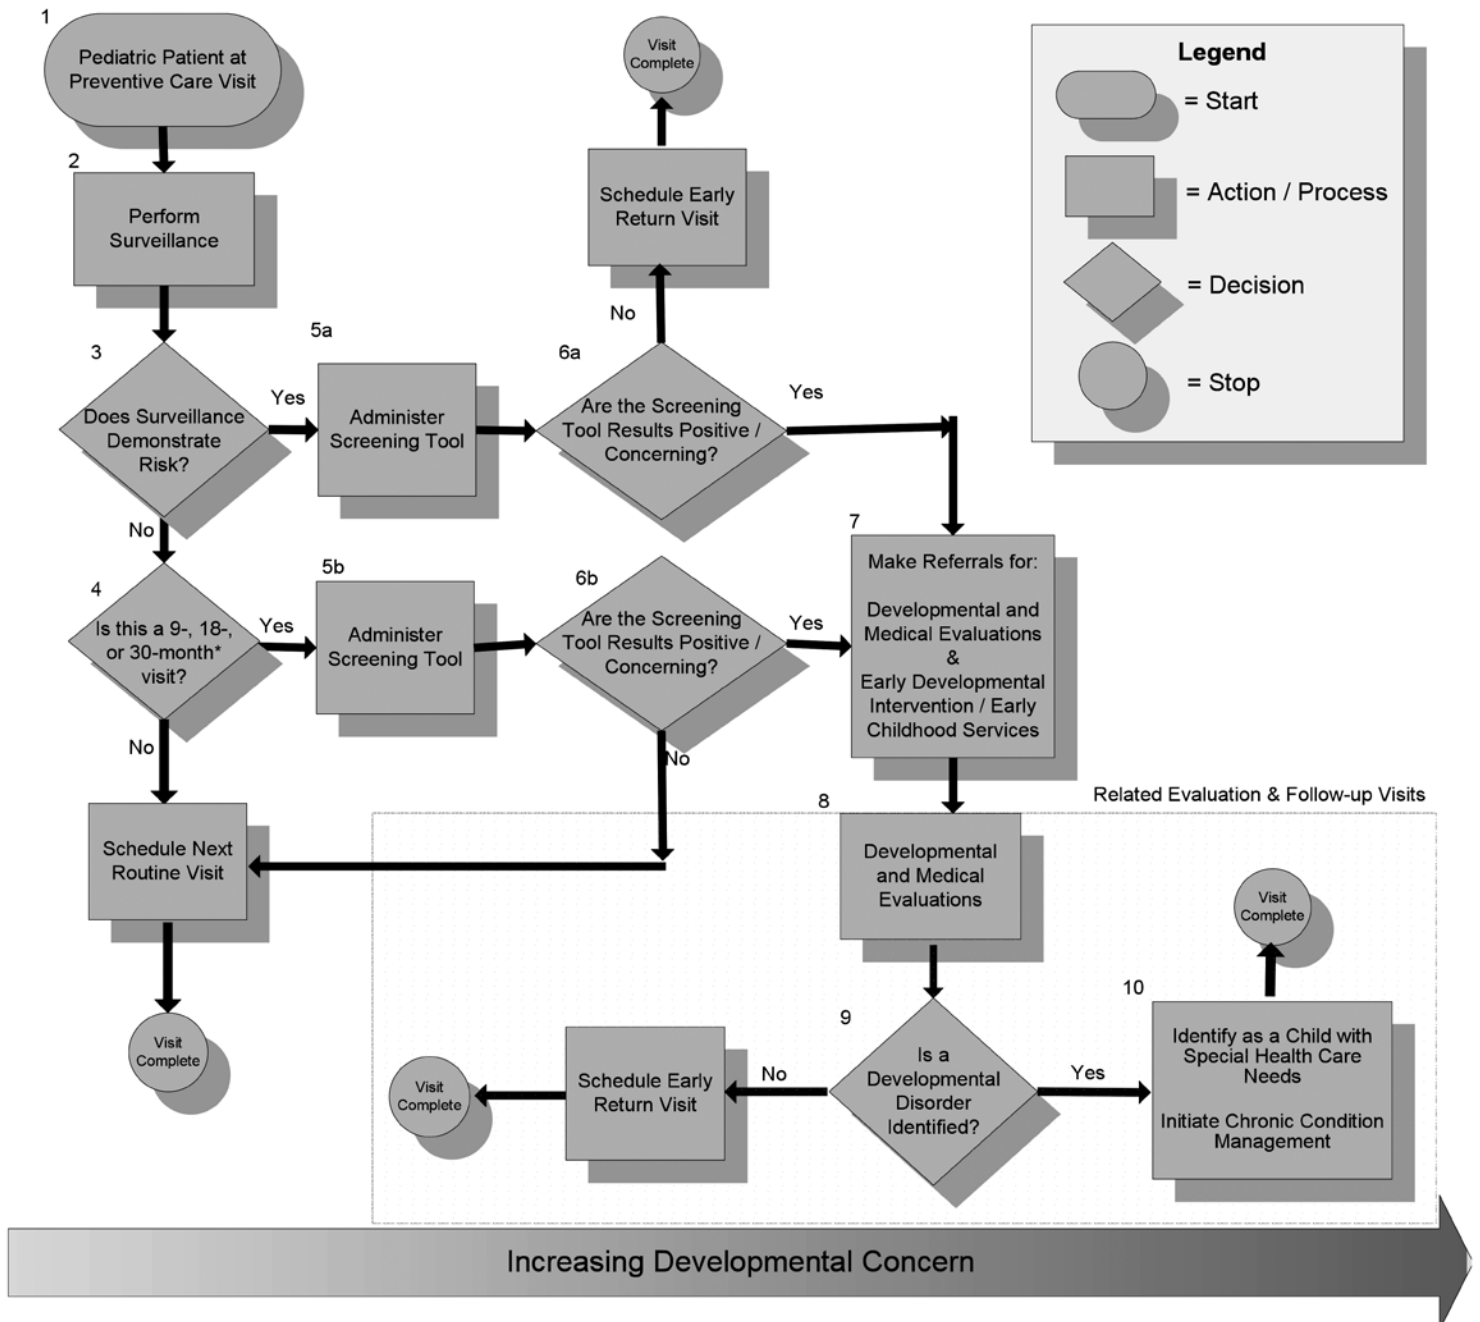 1
Pediatric Patient at
Preventive Care Visit
2
Perform
Surveillance
3
Does Surveillance
Demonstrate
Risk?
Yes
No
5a
Administer
Screening Tool
6a
Are the Screening
Tool Results Positive /
Concerning?
No
Yes
Schedule Early
Return Visit
Visit
Complete
Legend
= Start
= Action / Process
= Decision
= Stop
4
Is this a 9-, 18-,
or 30-month*
visit?
Yes
No
5b
Administer
Screening Tool
6b
Are the Screening
Tool Results Positive /
Concerning?
Yes
No
7
Make Referrals for:
Developmental and
Medical Evaluations
&
Early Developmental
Intervention / Early
Childhood Services
Schedule Next
Routine Visit
Visit
Complete
Related Evaluation & Follow-up Visits
8
Developmental
and Medical
Evaluations
9
Is a
Developmental
Disorder
Identified?
No
Yes
Schedule Early
Return Visit
Visit
Complete
10
Identify as a Child with
Special Health Care
Needs
Initiate Chronic Condition
Management
Visit
Complete
Increasing Developmental Concern